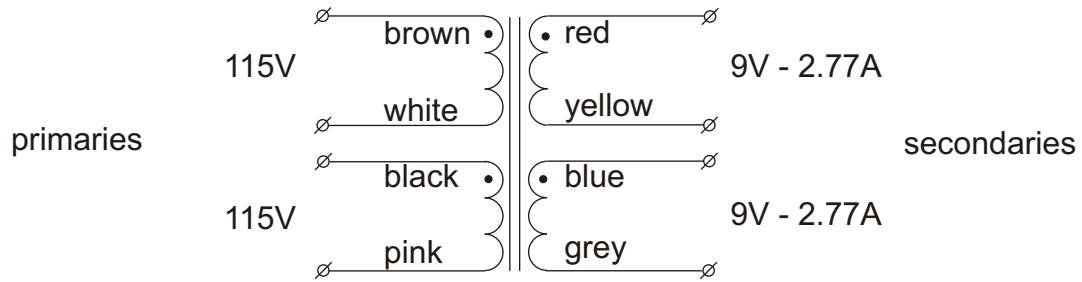 brown
red
115V
9V - 2.77A
white
yellow
primaries
secondaries
black
blue
115V
9V - 2.77A
pink
grey